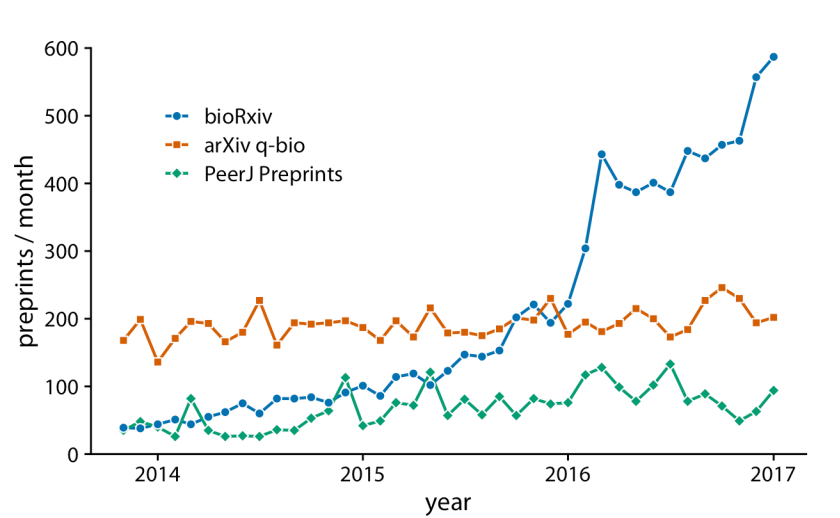 600
500
400
300
200
100
0
preprints / month
bioRxiv
arXiv q-bio
PeerJ Preprints
2014
2015
2016
2017
year